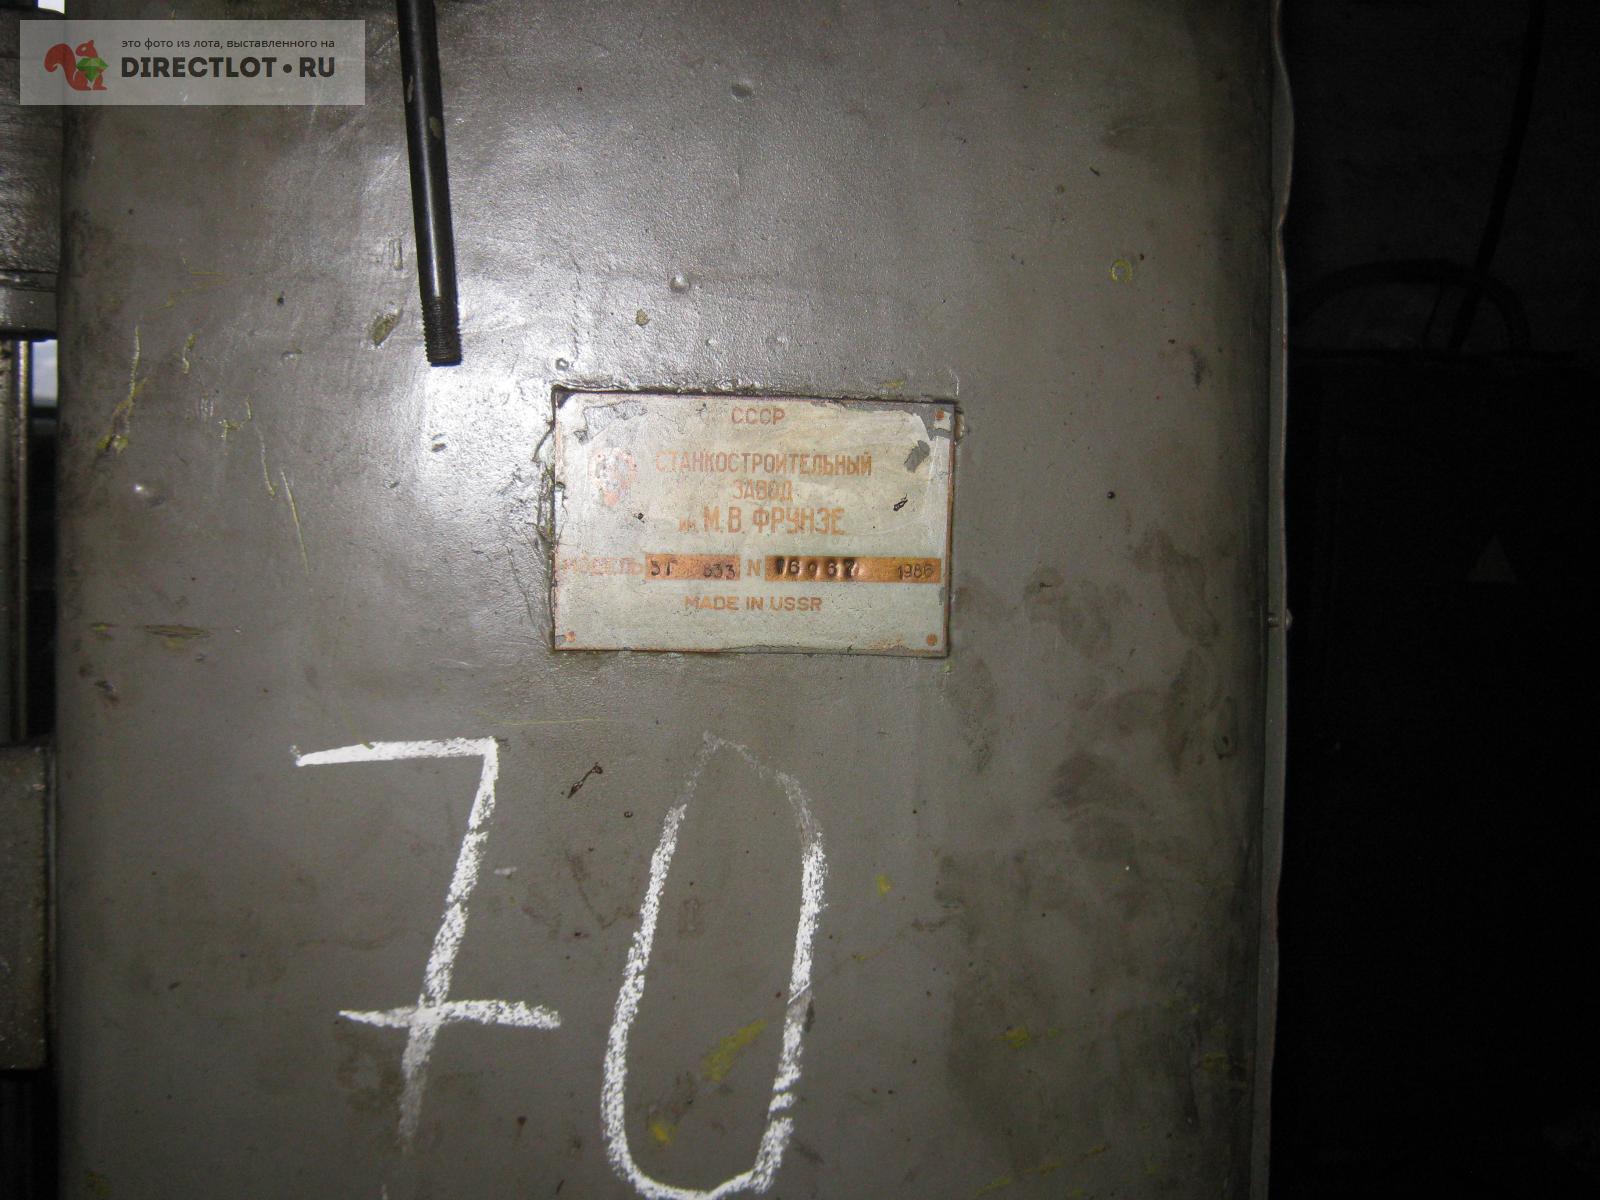 это фото из лота, выставленного на
DIRECTLOT•RU
СССР
СТАНКОСТРОИТЕЛЬНЫЙ
ЗАВОД
им. М. В. ФРУНЗЕ
МОДЕЛЬ 3Г 833 N 16067 1986
MADE IN USSR
70